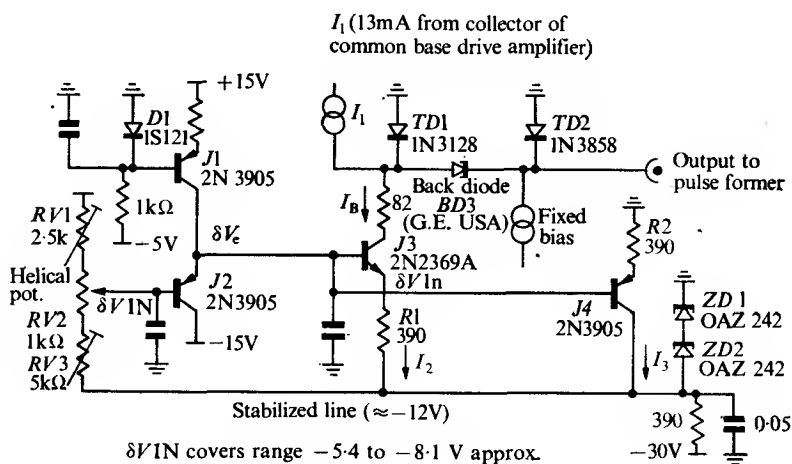 I₁ (13mA from collector of
common base drive amplifier)
+15V
D1
1S121
J1
2N 3905
I₁
TD1
1N3128
TD2
1N3858
Output to
pulse former
Back diode
BD3
(G.E. USA)
Fixed
bias
RV1
2·5k
1kΩ
−5V
δVₑ
I_B
82
J3
2N2369A
δV1n
R2
390
Helical
pot.
δV1N
J2
2N3905
−15V
RV2
1kΩ
RV3
5kΩ
R1
390
I₂
J4
2N3905
I₃
ZD 1
OAZ 242
ZD2
OAZ 242
Stabilized line (≈−12V)
390
0·05
−30V
δV1N covers range −5·4 to −8·1 V approx.